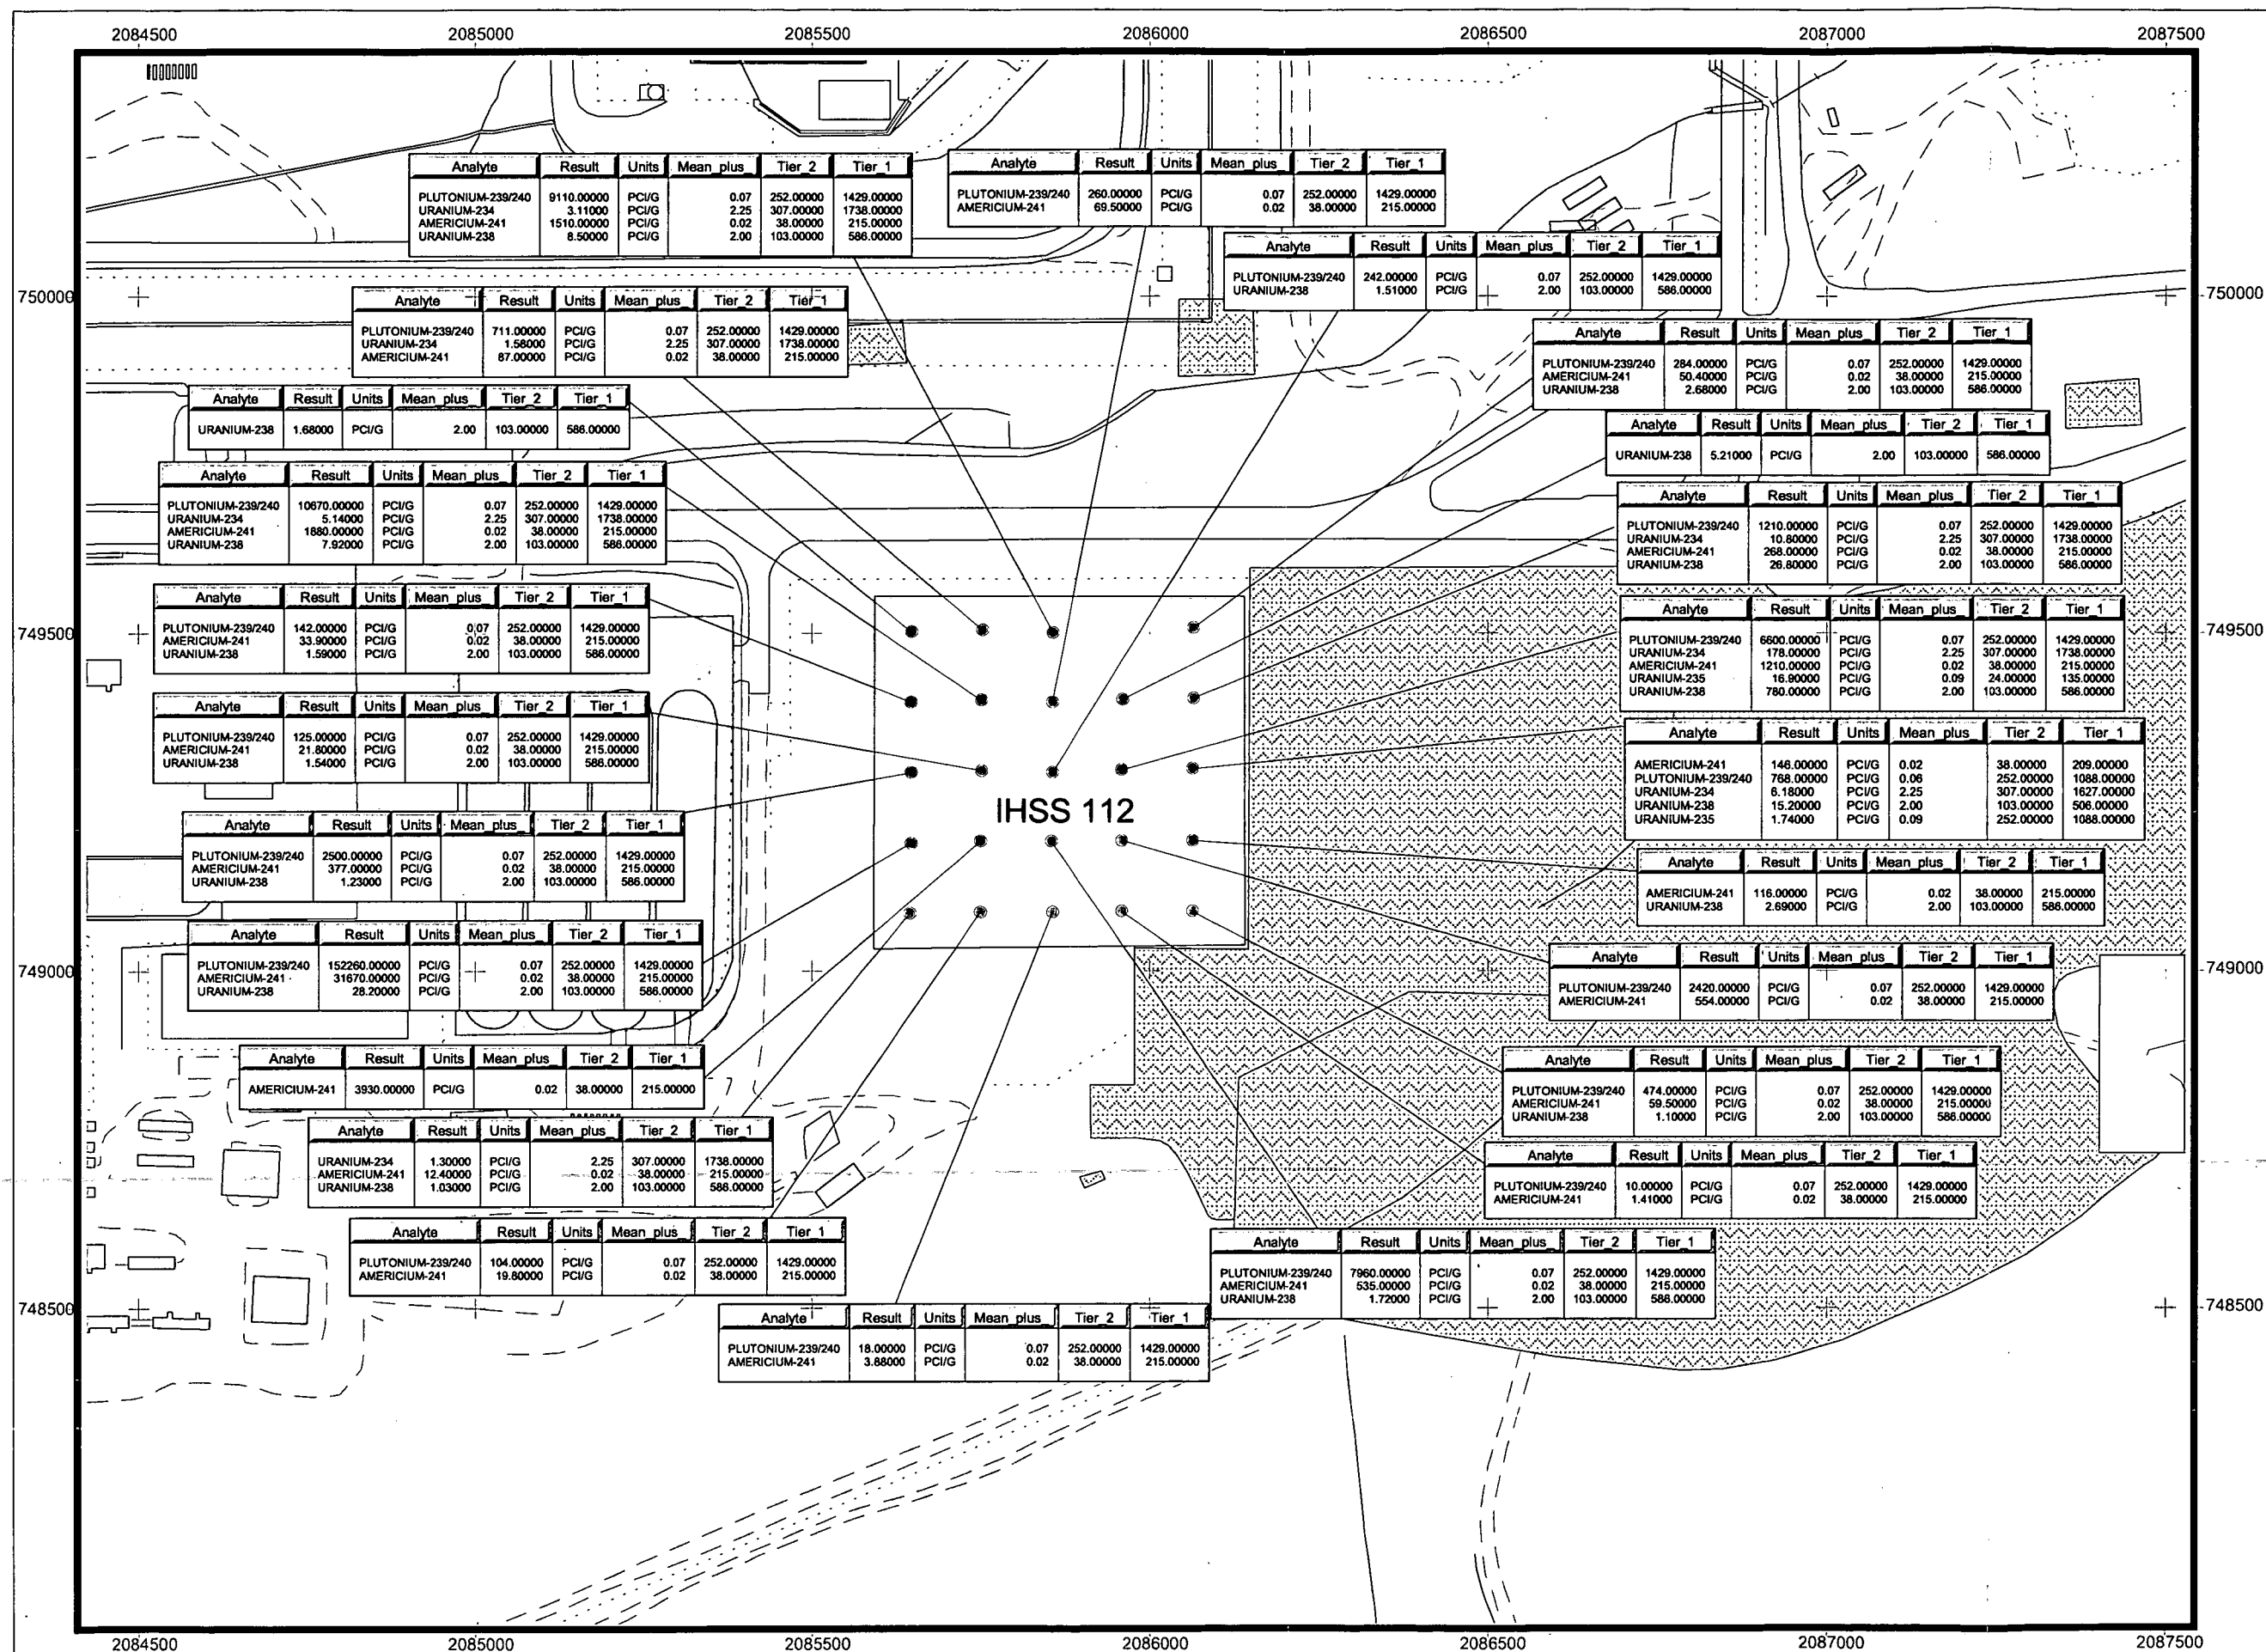 2084500 2085000 2085500 2086000 2086500 2087000 2087500
Analyte Result Units Mean_plus_ Tier_2 Tier_1
PLUTONIUM-239/240 9110.00000 PCI/G 0.07 252.00000 1429.00000
URANIUM-234 3.11000 PCI/G 2.25 307.00000 1738.00000
AMERICIUM-241 1510.00000 PCI/G 0.02 38.00000 215.00000
URANIUM-238 8.50000 PCI/G 2.00 103.00000 586.00000
Analyte Result Units Mean_plus_ Tier_2 Tier_1
PLUTONIUM-239/240 260.00000 PCI/G 0.07 252.00000 1429.00000
AMERICIUM-241 69.50000 PCI/G 0.02 38.00000 215.00000
Analyte Result Units Mean_plus_ Tier_2 Tier_1
PLUTONIUM-239/240 242.00000 PCI/G 0.07 252.00000 1429.00000
URANIUM-238 1.51000 PCI/G 2.00 103.00000 586.00000
750000 750000
Analyte Result Units Mean_plus_ Tier_2 Tier_1
PLUTONIUM-239/240 711.00000 PCI/G 0.07 252.00000 1429.00000
URANIUM-234 1.58000 PCI/G 2.25 307.00000 1738.00000
AMERICIUM-241 87.00000 PCI/G 0.02 38.00000 215.00000
Analyte Result Units Mean_plus_ Tier_2 Tier_1
PLUTONIUM-239/240 284.00000 PCI/G 0.07 252.00000 1429.00000
AMERICIUM-241 50.40000 PCI/G 0.02 38.00000 215.00000
URANIUM-238 2.68000 PCI/G 2.00 103.00000 586.00000
Analyte Result Units Mean_plus_ Tier_2 Tier_1
URANIUM-238 1.68000 PCI/G 2.00 103.00000 586.00000
Analyte Result Units Mean_plus_ Tier_2 Tier_1
URANIUM-238 5.21000 PCI/G 2.00 103.00000 586.00000
Analyte Result Units Mean_plus_ Tier_2 Tier_1
PLUTONIUM-239/240 10670.00000 PCI/G 0.07 252.00000 1429.00000
URANIUM-234 5.14000 PCI/G 2.25 307.00000 1738.00000
AMERICIUM-241 1880.00000 PCI/G 0.02 38.00000 215.00000
URANIUM-238 7.92000 PCI/G 2.00 103.00000 586.00000
Analyte Result Units Mean_plus_ Tier_2 Tier_1
PLUTONIUM-239/240 1210.00000 PCI/G 0.07 252.00000 1429.00000
URANIUM-234 10.80000 PCI/G 2.25 307.00000 1738.00000
AMERICIUM-241 268.00000 PCI/G 0.02 38.00000 215.00000
URANIUM-238 26.80000 PCI/G 2.00 103.00000 586.00000
Analyte Result Units Mean_plus_ Tier_2 Tier_1
PLUTONIUM-239/240 142.00000 PCI/G 0.07 252.00000 1429.00000
AMERICIUM-241 33.90000 PCI/G 0.02 38.00000 215.00000
URANIUM-238 1.59000 PCI/G 2.00 103.00000 586.00000
749500 749500
Analyte Result Units Mean_plus_ Tier_2 Tier_1
PLUTONIUM-239/240 6600.00000 PCI/G 0.07 252.00000 1429.00000
URANIUM-234 178.00000 PCI/G 2.25 307.00000 1738.00000
AMERICIUM-241 1210.00000 PCI/G 0.02 38.00000 215.00000
URANIUM-235 16.90000 PCI/G 0.09 24.00000 135.00000
URANIUM-238 780.00000 PCI/G 2.00 103.00000 586.00000
Analyte Result Units Mean_plus_ Tier_2 Tier_1
PLUTONIUM-239/240 125.00000 PCI/G 0.07 252.00000 1429.00000
AMERICIUM-241 21.80000 PCI/G 0.02 38.00000 215.00000
URANIUM-238 1.54000 PCI/G 2.00 103.00000 586.00000
Analyte Result Units Mean_plus_ Tier_2 Tier_1
AMERICIUM-241 146.00000 PCI/G 0.02 38.00000 209.00000
PLUTONIUM-239/240 768.00000 PCI/G 0.06 252.00000 1088.00000
URANIUM-234 6.18000 PCI/G 2.25 307.00000 1627.00000
URANIUM-238 15.20000 PCI/G 2.00 103.00000 506.00000
URANIUM-235 1.74000 PCI/G 0.09 252.00000 1088.00000
IHSS 112
Analyte Result Units Mean_plus_ Tier_2 Tier_1
PLUTONIUM-239/240 2500.00000 PCI/G 0.07 252.00000 1429.00000
AMERICIUM-241 377.00000 PCI/G 0.02 38.00000 215.00000
URANIUM-238 1.23000 PCI/G 2.00 103.00000 586.00000
Analyte Result Units Mean_plus_ Tier_2 Tier_1
AMERICIUM-241 116.00000 PCI/G 0.02 38.00000 215.00000
URANIUM-238 2.69000 PCI/G 2.00 103.00000 586.00000
Analyte Result Units Mean_plus_ Tier_2 Tier_1
PLUTONIUM-239/240 152260.00000 PCI/G 0.07 252.00000 1429.00000
AMERICIUM-241 31670.00000 PCI/G 0.02 38.00000 215.00000
URANIUM-238 28.20000 PCI/G 2.00 103.00000 586.00000
749000 749000
Analyte Result Units Mean_plus_ Tier_2 Tier_1
PLUTONIUM-239/240 2420.00000 PCI/G 0.07 252.00000 1429.00000
AMERICIUM-241 554.00000 PCI/G 0.02 38.00000 215.00000
Analyte Result Units Mean_plus_ Tier_2 Tier_1
AMERICIUM-241 3930.00000 PCI/G 0.02 38.00000 215.00000
Analyte Result Units Mean_plus_ Tier_2 Tier_1
PLUTONIUM-239/240 474.00000 PCI/G 0.07 252.00000 1429.00000
AMERICIUM-241 59.50000 PCI/G 0.02 38.00000 215.00000
URANIUM-238 1.10000 PCI/G 2.00 103.00000 586.00000
Analyte Result Units Mean_plus_ Tier_2 Tier_1
URANIUM-234 1.30000 PCI/G 2.25 307.00000 1738.00000
AMERICIUM-241 12.40000 PCI/G 0.02 38.00000 215.00000
URANIUM-238 1.03000 PCI/G 2.00 103.00000 586.00000
Analyte Result Units Mean_plus_ Tier_2 Tier_1
PLUTONIUM-239/240 10.00000 PCI/G 0.07 252.00000 1429.00000
AMERICIUM-241 1.41000 PCI/G 0.02 38.00000 215.00000
Analyte Result Units Mean_plus_ Tier_2 Tier_1
PLUTONIUM-239/240 104.00000 PCI/G 0.07 252.00000 1429.00000
AMERICIUM-241 19.80000 PCI/G 0.02 38.00000 215.00000
Analyte Result Units Mean_plus_ Tier_2 Tier_1
PLUTONIUM-239/240 7960.00000 PCI/G 0.07 252.00000 1429.00000
AMERICIUM-241 535.00000 PCI/G 0.02 38.00000 215.00000
URANIUM-238 1.72000 PCI/G 2.00 103.00000 586.00000
748500 748500
Analyte Result Units Mean_plus_ Tier_2 Tier_1
PLUTONIUM-239/240 18.00000 PCI/G 0.07 252.00000 1429.00000
AMERICIUM-241 3.88000 PCI/G 0.02 38.00000 215.00000
2084500 2085000 2085500 2086000 2086500 2087000 2087500